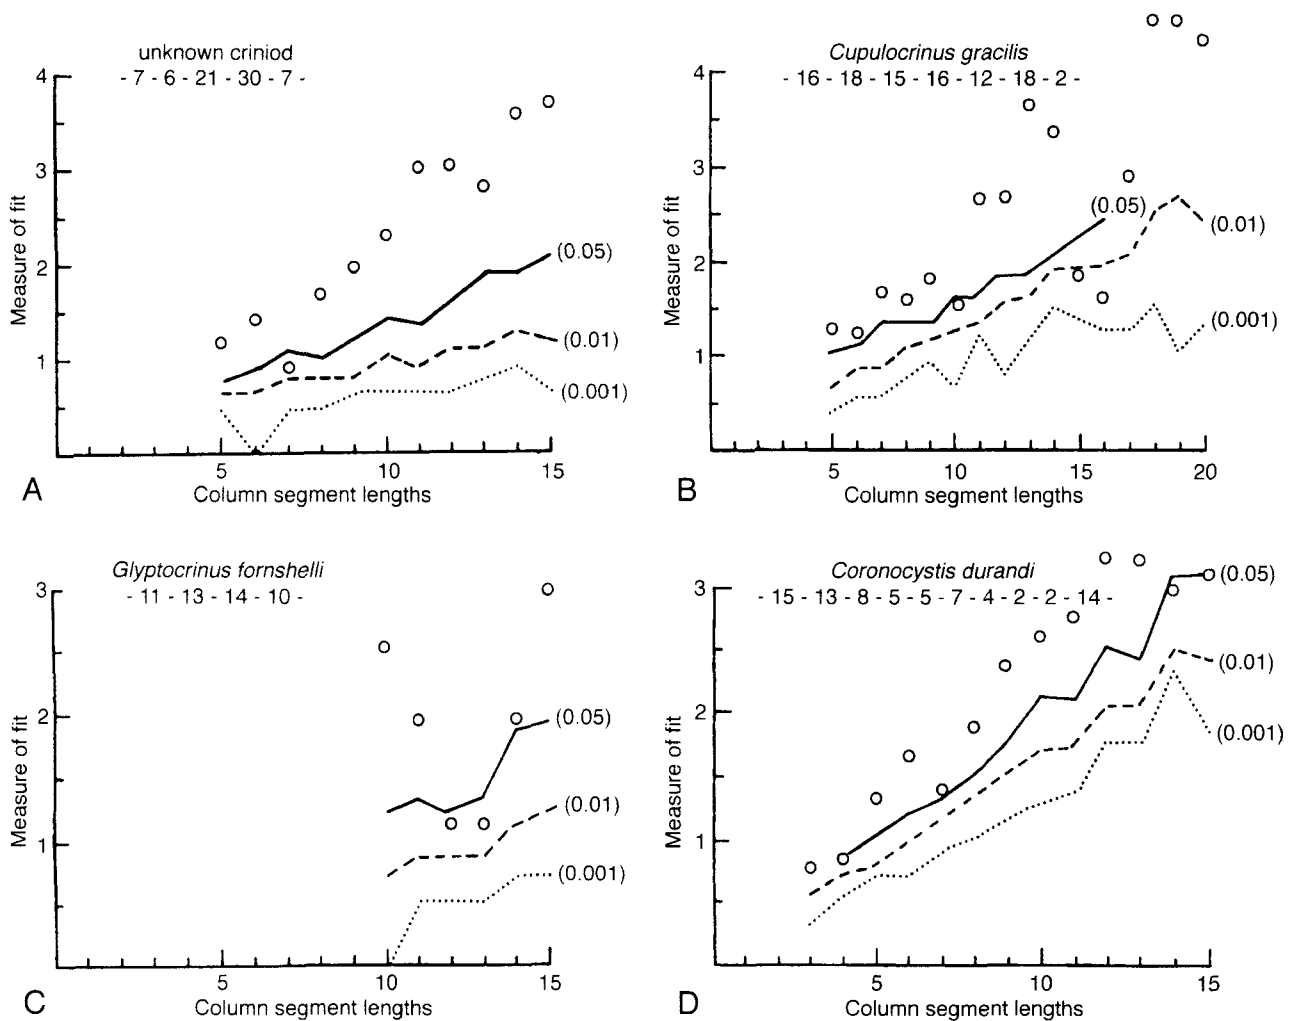 unknown criniod
- 7 - 6 - 21 - 30 - 7 -
4
3
2
1
Measure of fit
(0.05)
(0.01)
(0.001)
5 10 15
A
Column segment lengths
Cupulocrinus gracilis
- 16 - 18 - 15 - 16 - 12 - 18 - 2 -
4
3
2
1
Measure of fit
(0.05)
(0.01)
(0.001)
5 10 15 20
B
Column segment lengths
Glyptocrinus fornshelli
- 11 - 13 - 14 - 10 -
3
2
1
Measure of fit
(0.05)
(0.01)
(0.001)
5 10 15
C
Column segment lengths
Coronocystis durandi
- 15 - 13 - 8 - 5 - 5 - 7 - 4 - 2 - 2 - 14 -
3
2
1
Measure of fit
(0.05)
(0.01)
(0.001)
5 10 15
D
Column segment lengths